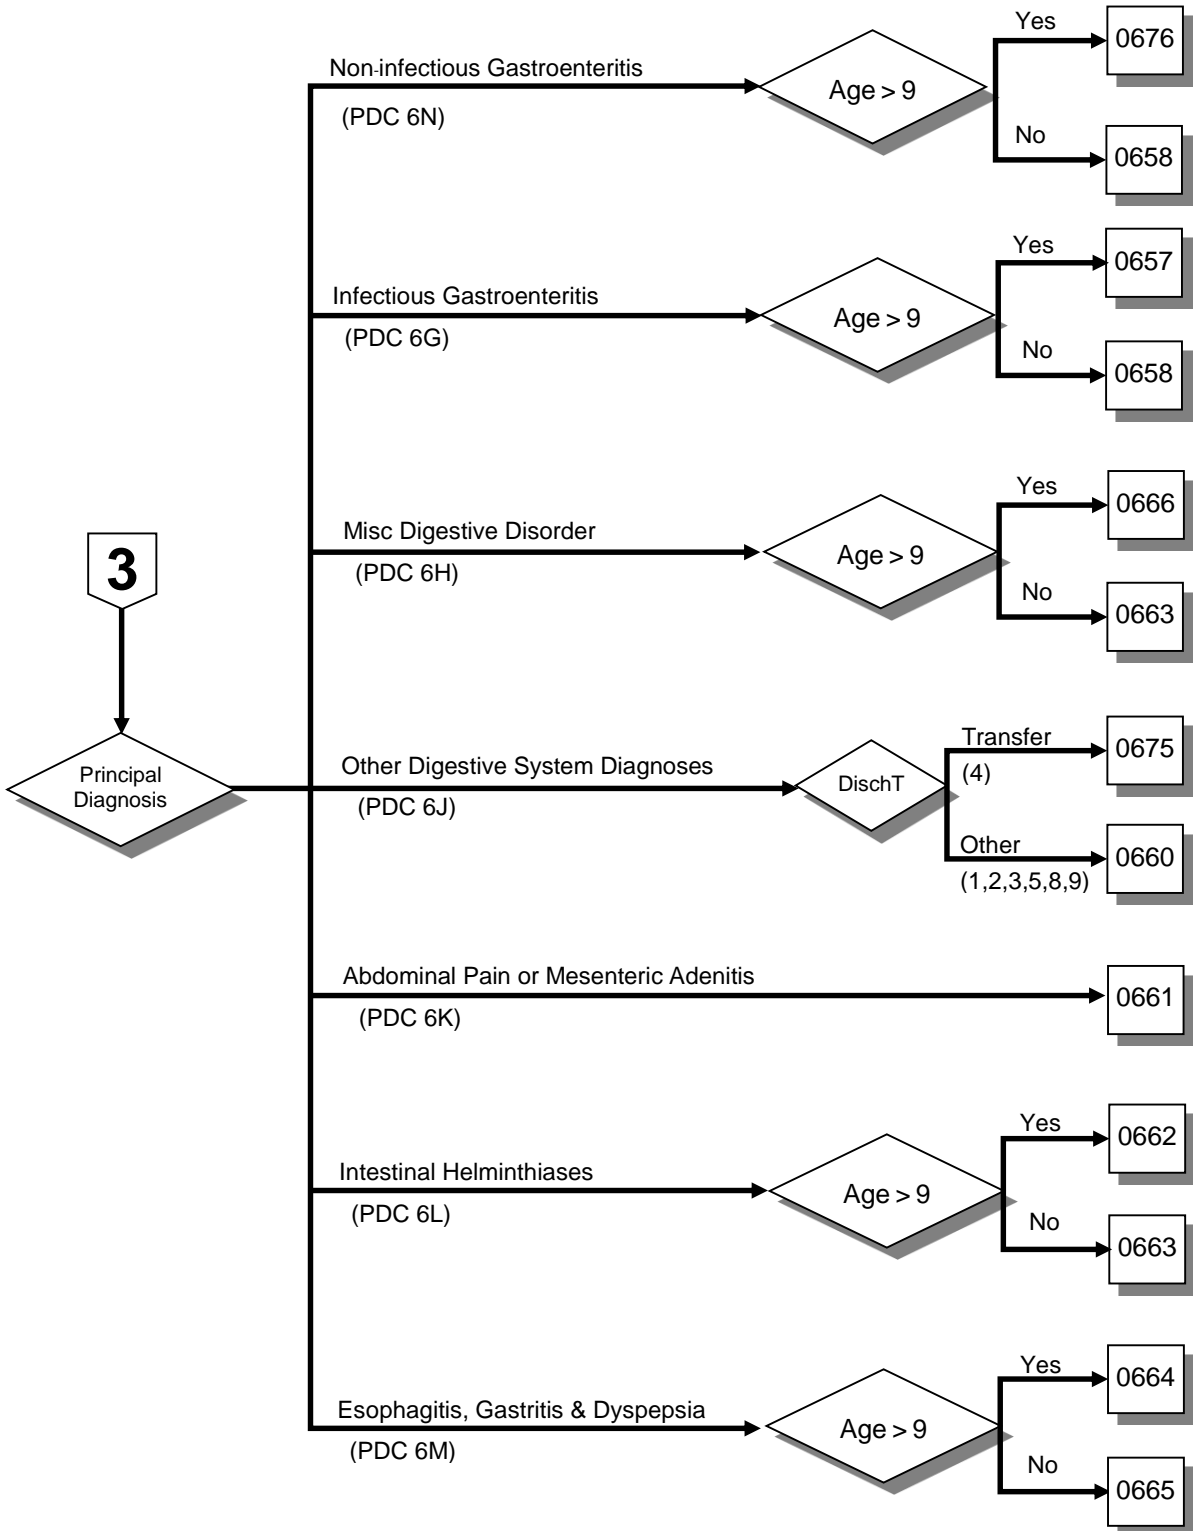 Non-infectious Gastroenteritis
(PDC 6N)
Age > 9
Yes
0676
No
0658
Infectious Gastroenteritis
(PDC 6G)
Age > 9
Yes
0657
No
0658
3
Principal
Diagnosis
Misc Digestive Disorder
(PDC 6H)
Age > 9
Yes
0666
No
0663
Other Digestive System Diagnoses
(PDC 6J)
DischT
Transfer
(4)
0675
Other
(1,2,3,5,8,9)
0660
Abdominal Pain or Mesenteric Adenitis
(PDC 6K)
0661
Intestinal Helminthiases
(PDC 6L)
Age > 9
Yes
0662
No
0663
Esophagitis, Gastritis & Dyspepsia
(PDC 6M)
Age > 9
Yes
0664
No
0665